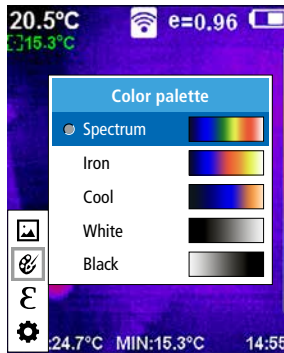 20.5°C e=0.96
[-]15.3°C
Color palette
Spectrum
Iron
Cool
White
Black
ε
:24.7°C MIN:15.3°C 14:55